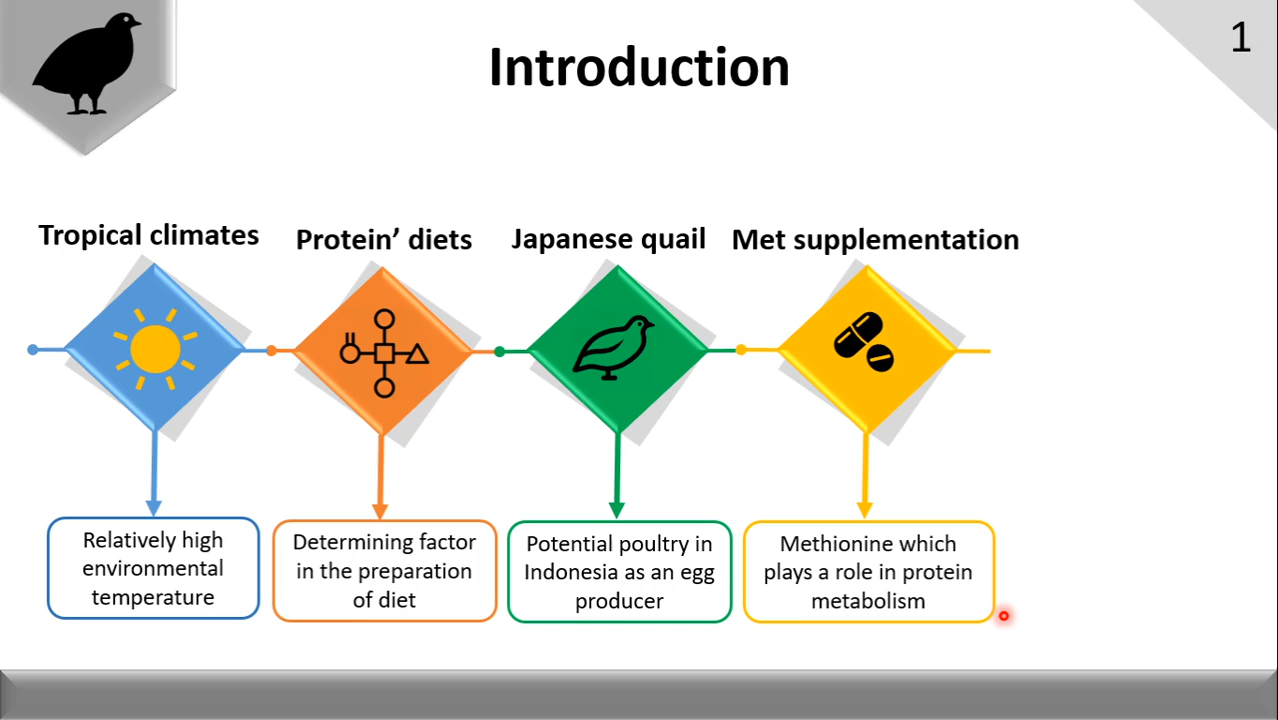 1
Introduction
Tropical climates
Protein’ diets
Japanese quail
Met supplementation
Relatively high
environmental
temperature
Determining factor
in the preparation
of diet
Potential poultry in
Indonesia as an egg
producer
Methionine which
plays a role in protein
metabolism